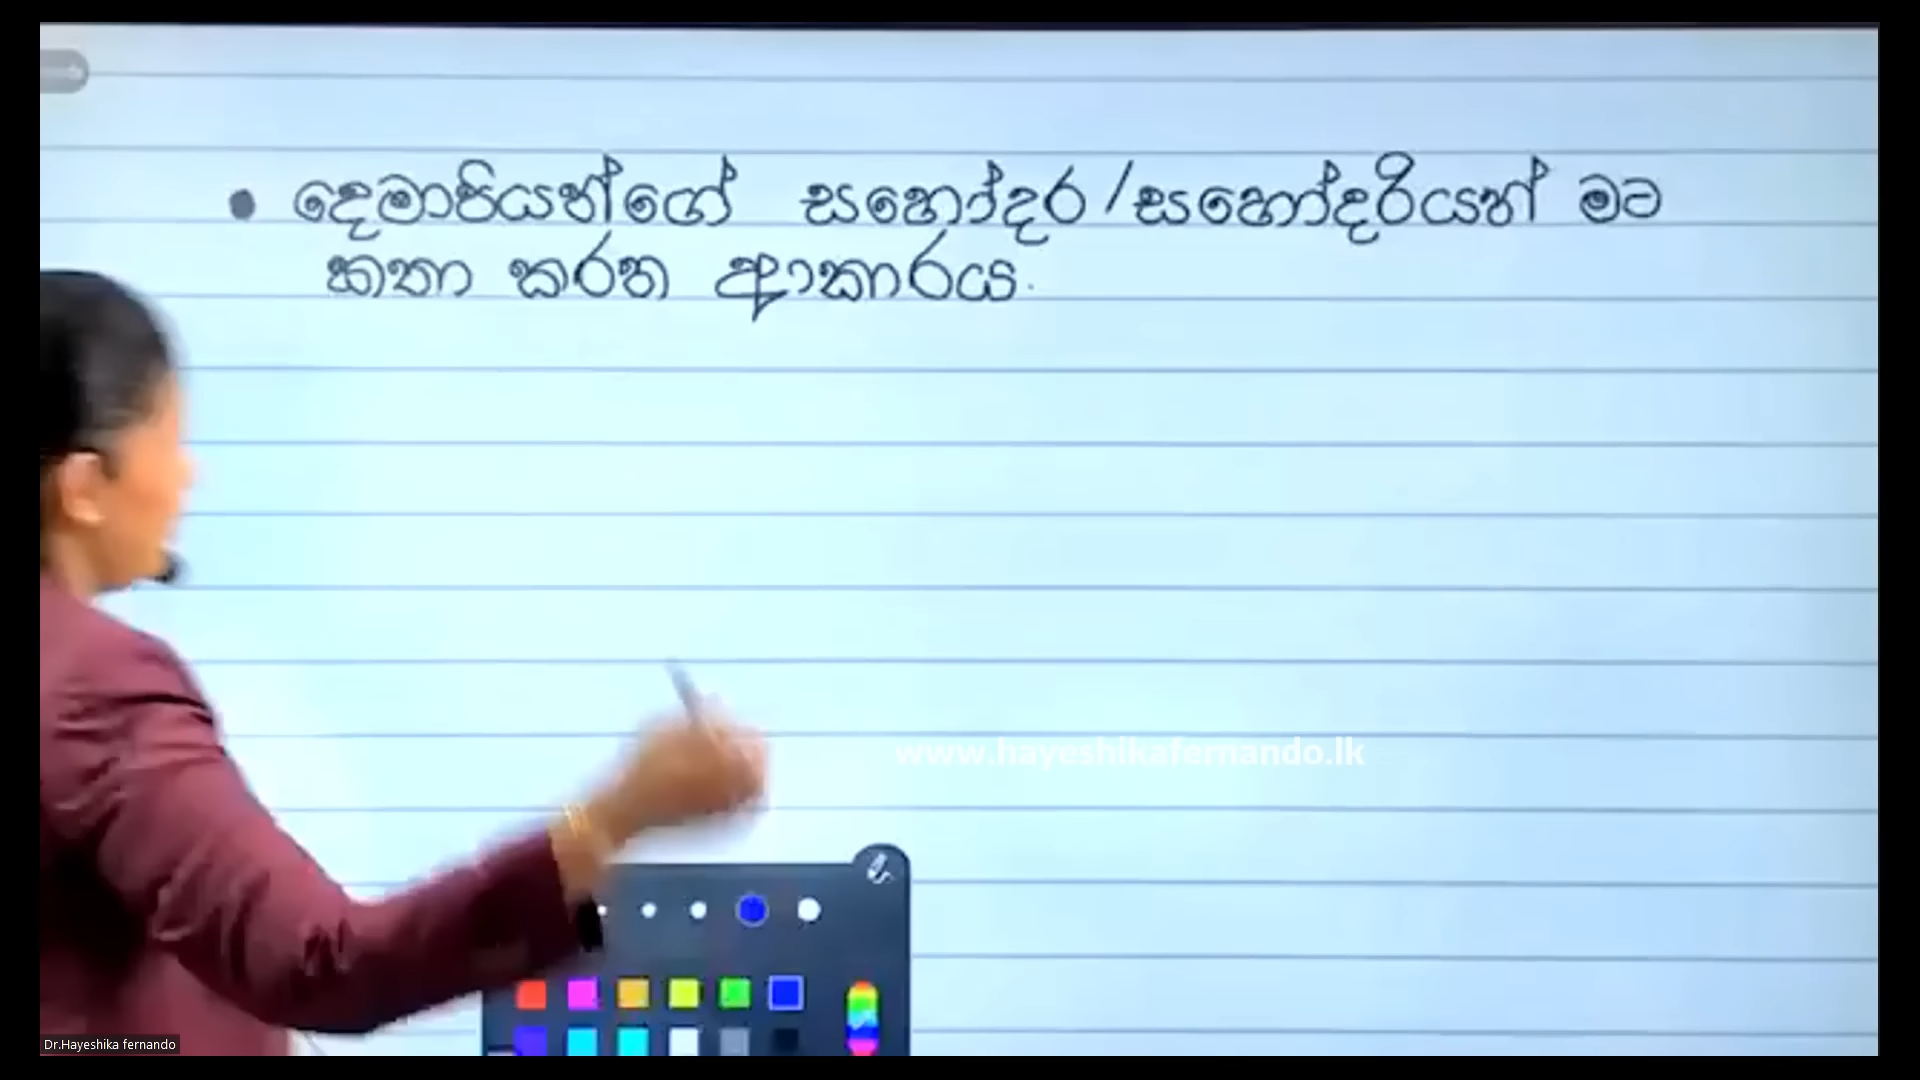 • දෙමාපියන්ගේ සහෝදර/සහෝදරියන් මට
කතා කරන ආකාරය.
www.hayeshikafernando.lk
Dr.Hayeshika fernando